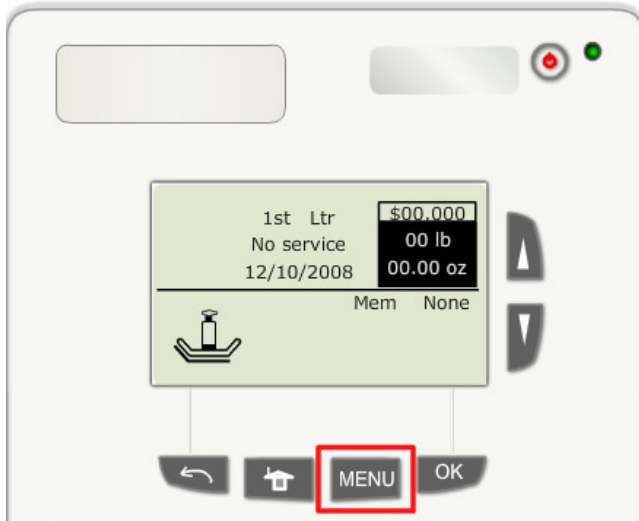 1st Ltr $00.000
No service 00 lb
12/10/2008 00.00 oz
Mem None
MENU OK